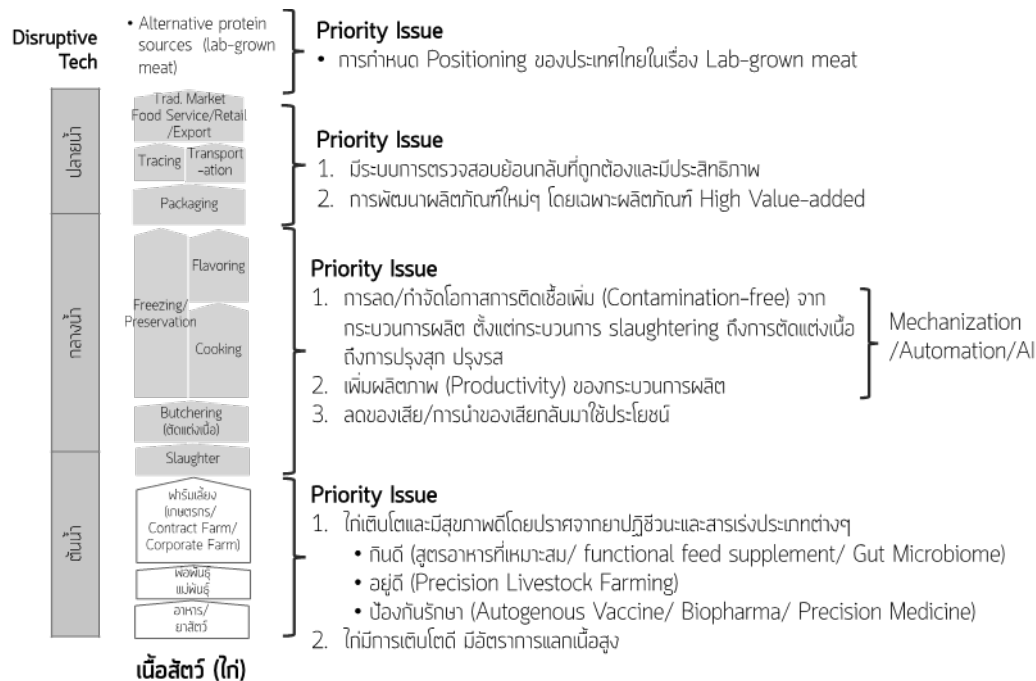 Disruptive
Tech
• Alternative protein
sources (lab-grown
meat)
Priority Issue
• การกำหนด Positioning ของประเทศไทยในเรื่อง Lab-grown meat
ปลายน้ำ
Trad. Market
Food Service/Retail
/Export
Tracing
Transport
-ation
Packaging
Priority Issue
1. มีระบบการตรวจสอบย้อนกลับที่ถูกต้องและมีประสิทธิภาพ
2. การพัฒนาผลิตภัณฑ์ใหม่ๆ โดยเฉพาะผลิตภัณฑ์ High Value-added
กลางน้ำ
Flavoring
Freezing/
Preservation
Cooking
Butchering
(ตัดแต่งเนื้อ)
Slaughter
Priority Issue
1. การลด/กำจัดโอกาสการติดเชื้อเพิ่ม (Contamination-free) จาก
กระบวนการผลิต ตั้งแต่กระบวนการ slaughtering ถึงการตัดแต่งเนื้อ
ถึงการปรุงสุก ปรุงรส
2. เพิ่มผลิตภาพ (Productivity) ของกระบวนการผลิต
3. ลดของเสีย/การนำของเสียกลับมาใช้ประโยชน์
Mechanization
/Automation/AI
ต้นน้ำ
ฟาร์มเลี้ยง
(เกษตรกร/
Contract Farm/
Corporate Farm)
พ่อพันธุ์
แม่พันธุ์
อาหาร/
ยาสัตว์
Priority Issue
1. ไก่เติบโตและมีสุขภาพดีโดยปราศจากยาปฏิชีวนะและสารเร่งประเภทต่างๆ
• กินดี (สูตรอาหารที่เหมาะสม/ functional feed supplement/ Gut Microbiome)
• อยู่ดี (Precision Livestock Farming)
• ป้องกันรักษา (Autogenous Vaccine/ Biopharma/ Precision Medicine)
2. ไก่มีการเติบโตดี มีอัตราการแลกเนื้อสูง
เนื้อสัตว์ (ไก่)